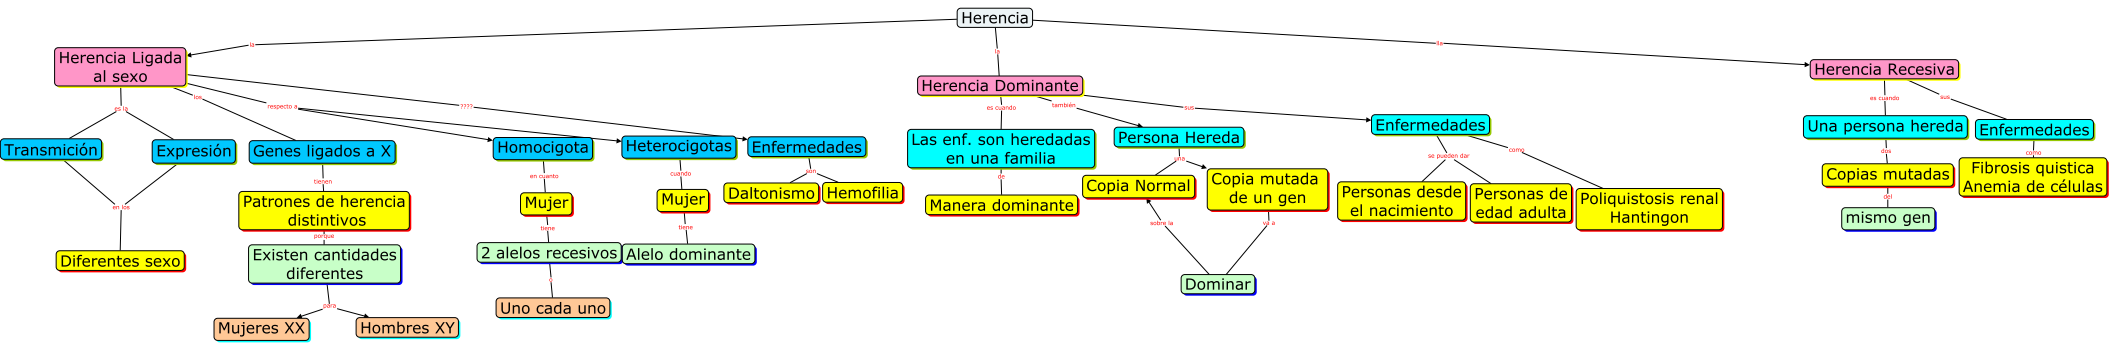 Herencia
la
la
lla
Herencia Ligada
al sexo
Herencia Dominante
Herencia Recesiva
es la
los
respecto a
????
es cuando
también
sus
es cuando
sus
Transmición
Expresión
Genes ligados a X
Homocigota
Heterocigotas
Enfermedades
Las enf. son heredadas
en una familia
Persona Hereda
Enfermedades
Una persona hereda
Enfermedades
en los
tienen
en cuanto
cuando
son
de
una
se pueden dar
como
dos
como
Diferentes sexo
Patrones de herencia
distintivos
Mujer
Mujer
Daltonismo
Hemofilia
Manera dominante
Copia Normal
Copia mutada
de un gen
Personas desde
el nacimiento
Personas de
edad adulta
Poliquistosis renal
Hantingon
Copias mutadas
Fibrosis quistica
Anemia de células
porque
tiene
tiene
sobre la
va a
del
Existen cantidades
diferentes
2 alelos recesivos
Alelo dominante
Dominar
mismo gen
para
Mujeres XX
Hombres XY
Uno cada uno